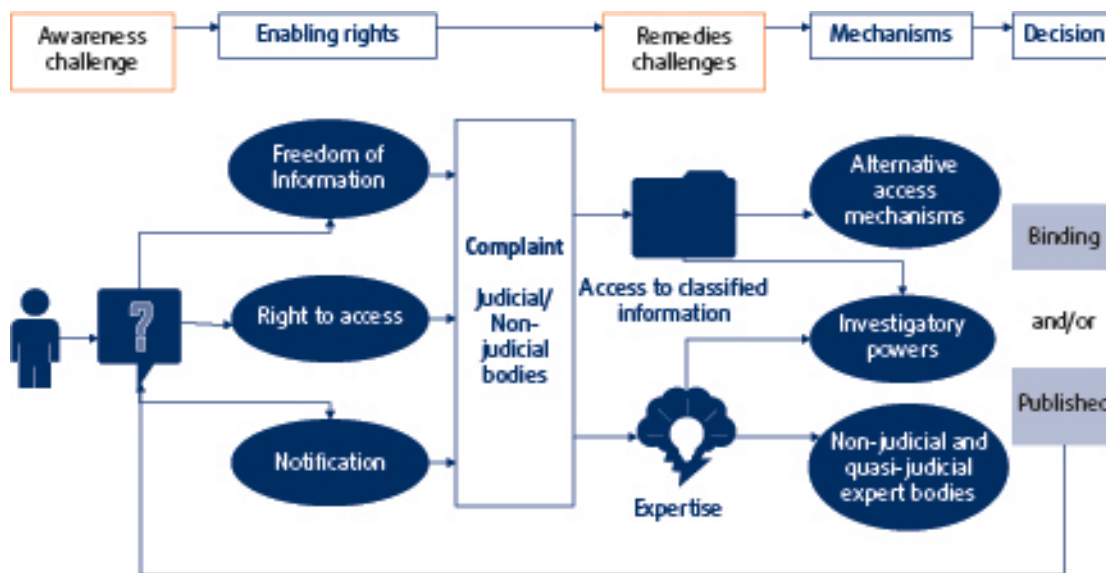 Awareness
challenge
Enabling rights
Remedies
challenges
Mechanisms
Decision
Freedom of
Information
Right to access
Notification
?
Complaint
Judicial/
Non-
judicial
bodies
Access to classified
information
Expertise
Alternative
access
mechanisms
Investigatory
powers
Non-judicial and
quasi-judicial
expert bodies
Binding
and/or
Published